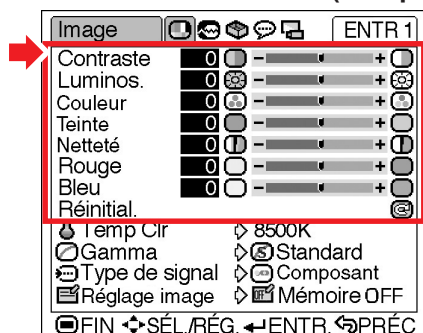 Image ENTR 1
Contraste 0 - +
Luminos. 0 - +
Couleur 0 - +
Teinte 0 - +
Netteté 0 - +
Rouge 0 - +
Bleu 0 - +
Réinitial.
Temp Clr 8500K
Gamma S Standard
Type de signal Composant
Réglage image OFF Mémoire OFF
FIN SÉL./RÉG. ENTR. PRÉC